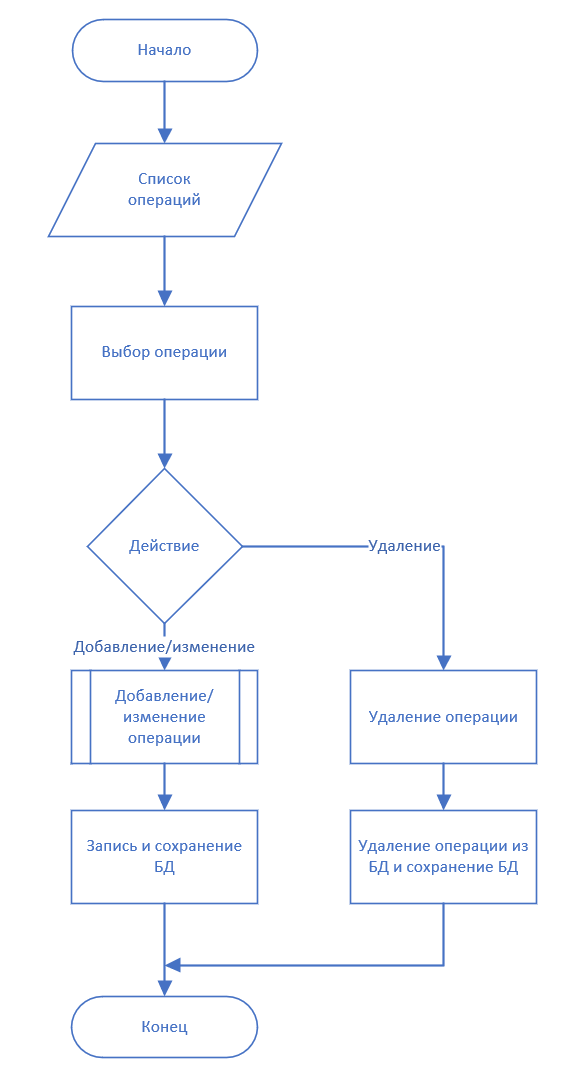 Начало
Список
операций
Выбор операции
Действие
Удаление
Добавление/изменение
Добавление/
изменение
операции
Удаление операции
Запись и сохранение
БД
Удаление операции из
БД и сохранение БД
Конец